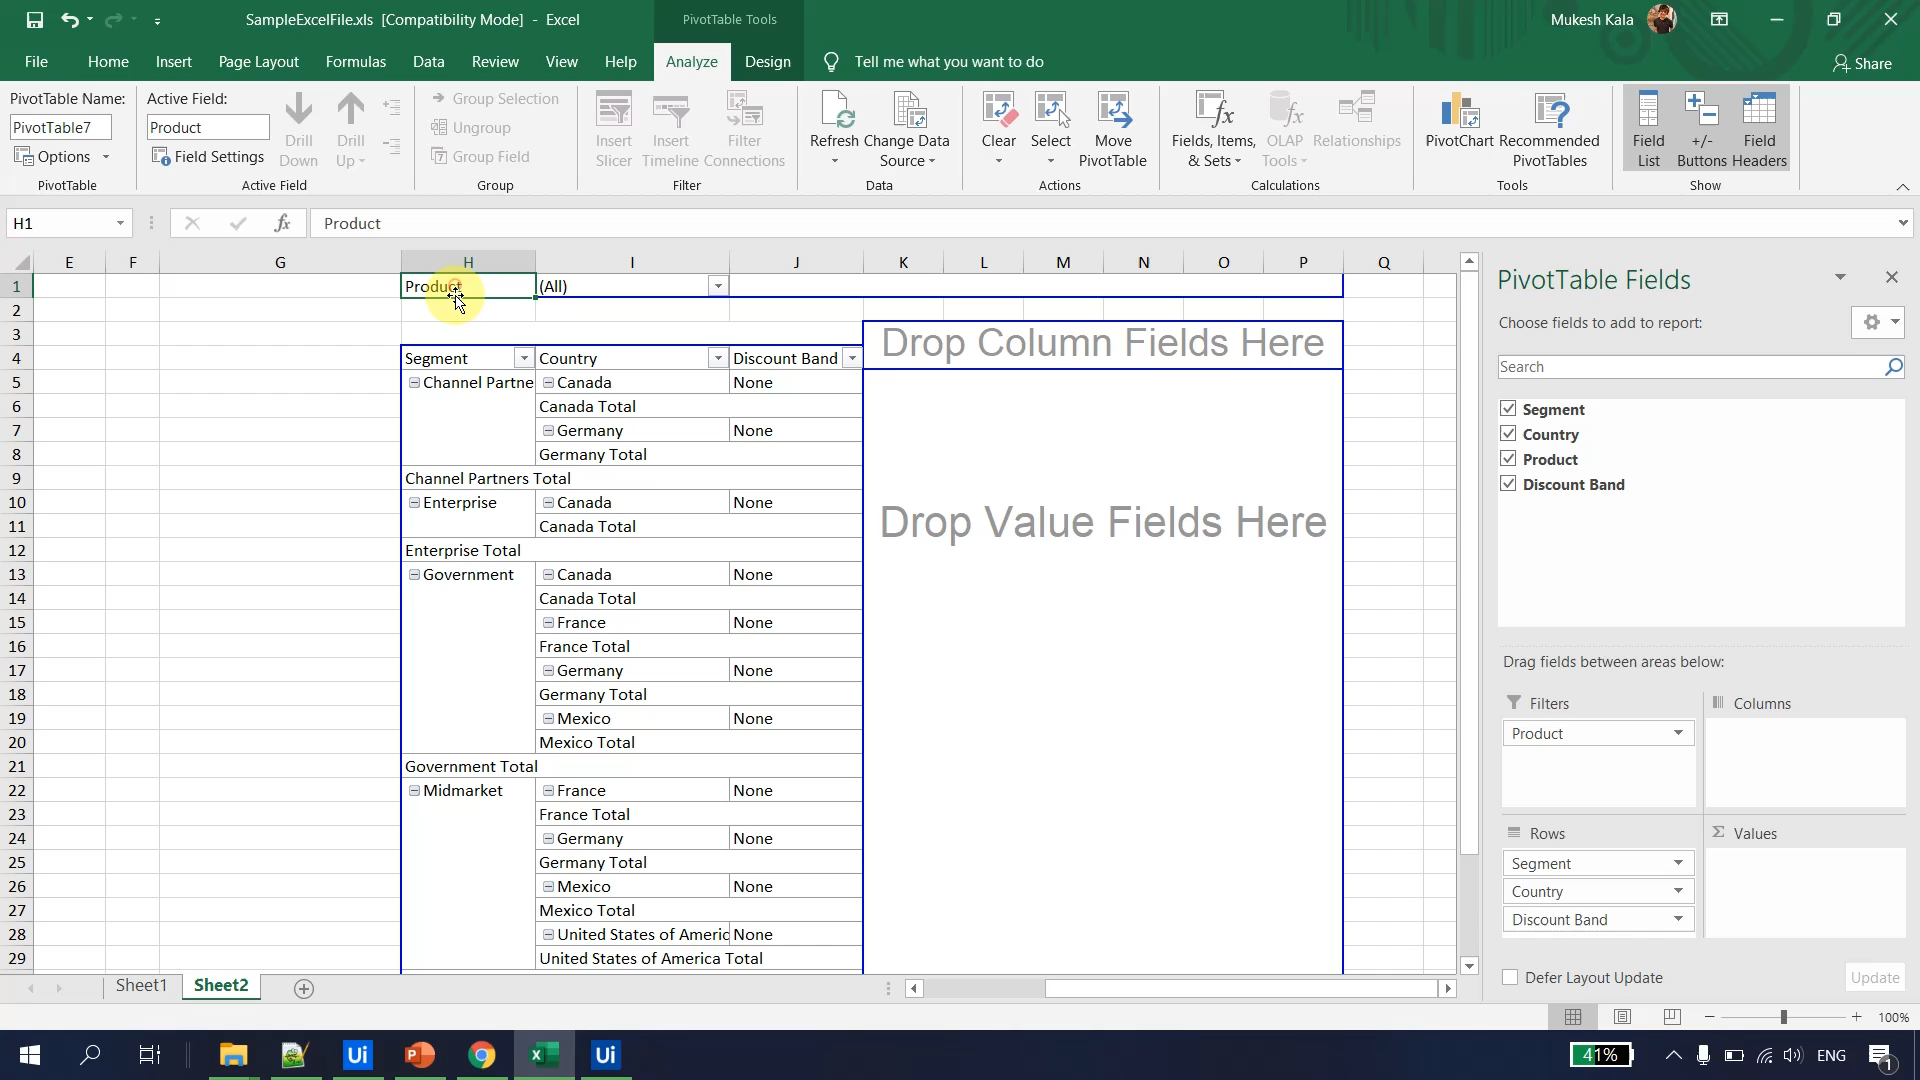 SampleExcelFile.xls [Compatibility Mode] - Excel
PivotTable Tools
Mukesh Kala
File Home Insert Page Layout Formulas Data Review View Help Analyze Design Tell me what you want to do
Share
PivotTable Name:
PivotTable7
Options
PivotTable
Active Field:
Product
Field Settings
Drill Down
Drill Up
Active Field
Group Selection
Ungroup
Group Field
Group
Insert Slicer
Insert Timeline
Filter Connections
Filter
Refresh
Change Data Source
Data
Clear
Select
Move PivotTable
Actions
Fields, Items, & Sets
OLAP Tools
Relationships
Calculations
PivotChart
Recommended PivotTables
Tools
Field List
+/- Buttons
Field Headers
Show
H1
fx
Product
E F G H I J K L M N O P Q
1 Product (All)
2
3 Drop Column Fields Here
4 Segment Country Discount Band
5 Channel Partne Canada None
6 Canada Total
7 Germany None
8 Germany Total
9 Channel Partners Total
10 Enterprise Canada None
11 Canada Total
Drop Value Fields Here
12 Enterprise Total
13 Government Canada None
14 Canada Total
15 France None
16 France Total
17 Germany None
18 Germany Total
19 Mexico None
20 Mexico Total
21 Government Total
22 Midmarket France None
23 France Total
24 Germany None
25 Germany Total
26 Mexico None
27 Mexico Total
28 United States of Americ None
29 United States of America Total
PivotTable Fields
Choose fields to add to report:
Search
Segment
Country
Product
Discount Band
Drag fields between areas below:
Filters
Product
Columns
Rows
Segment
Country
Discount Band
Σ Values
Defer Layout Update
Update
Sheet1 Sheet2
100%
Ui
Ui
41%
ENG
1